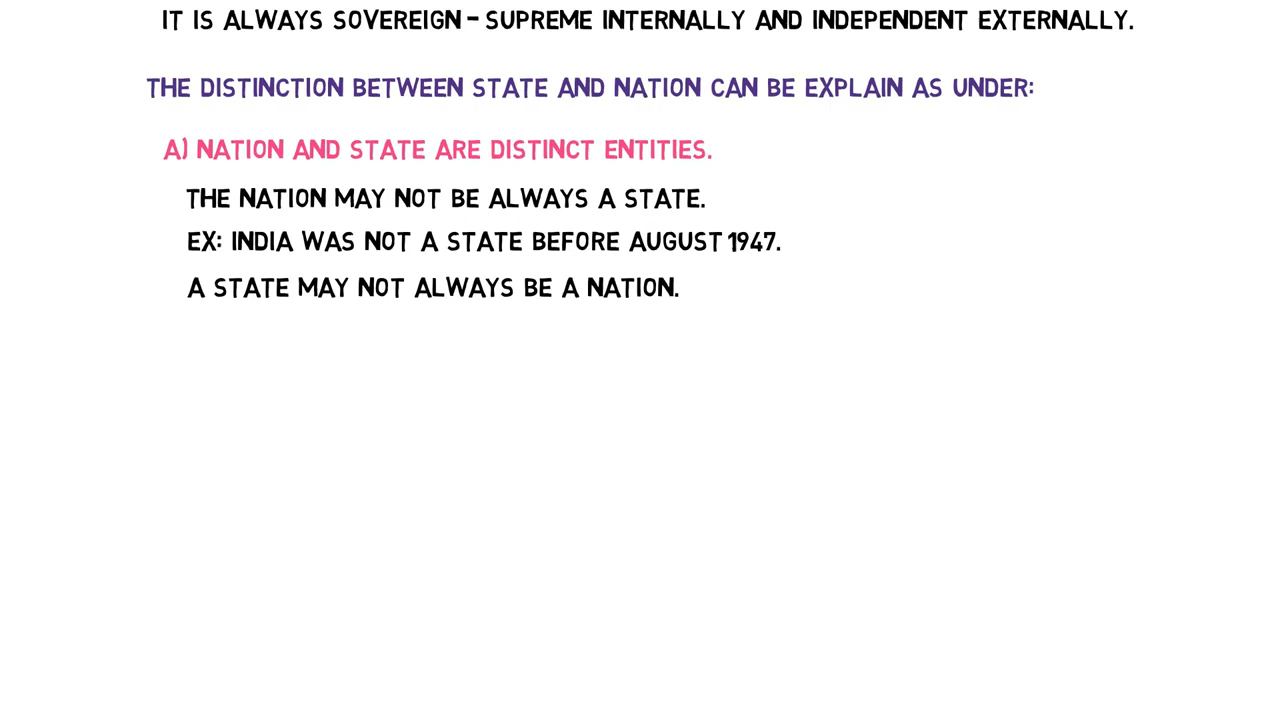 IT IS ALWAYS SOVEREIGN - SUPREME INTERNALLY AND INDEPENDENT EXTERNALLY.
THE DISTINCTION BETWEEN STATE AND NATION CAN BE EXPLAIN AS UNDER:
A) NATION AND STATE ARE DISTINCT ENTITIES.
THE NATION MAY NOT BE ALWAYS A STATE.
EX: INDIA WAS NOT A STATE BEFORE AUGUST 1947.
A STATE MAY NOT ALWAYS BE A NATION.